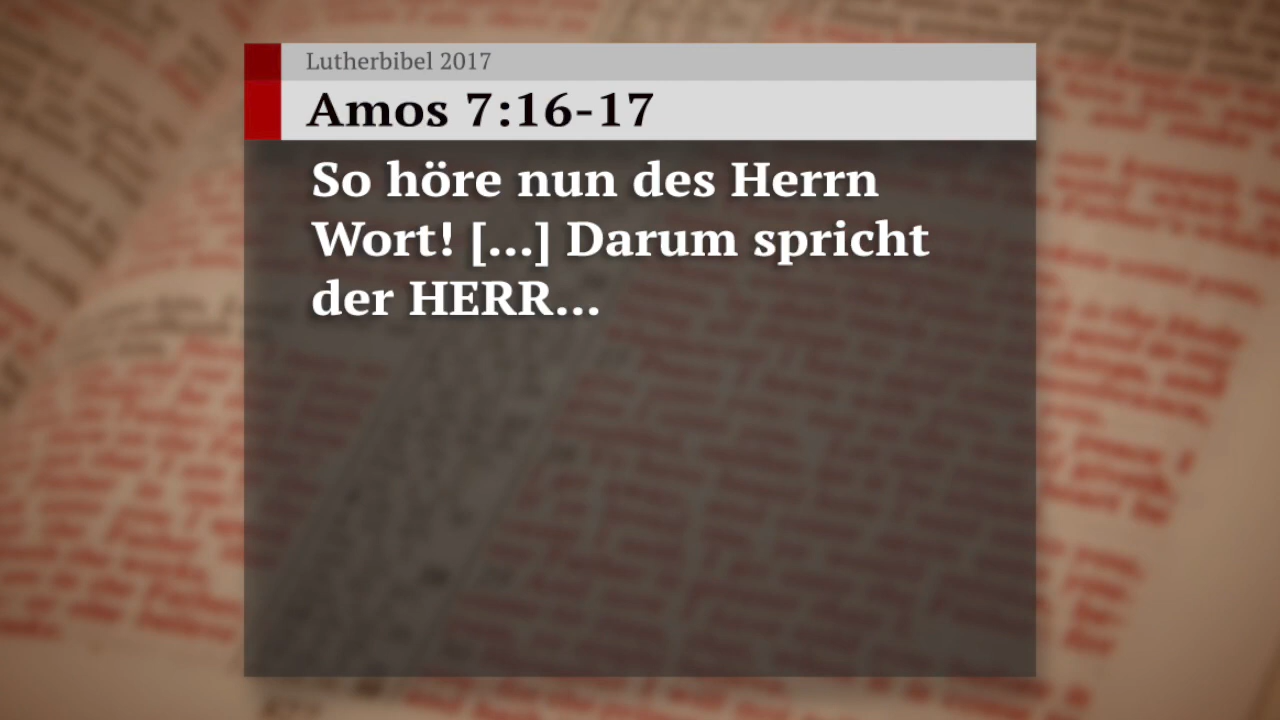 Lutherbibel 2017
Amos 7:16-17
So höre nun des Herrn
Wort! [...] Darum spricht
der HERR...